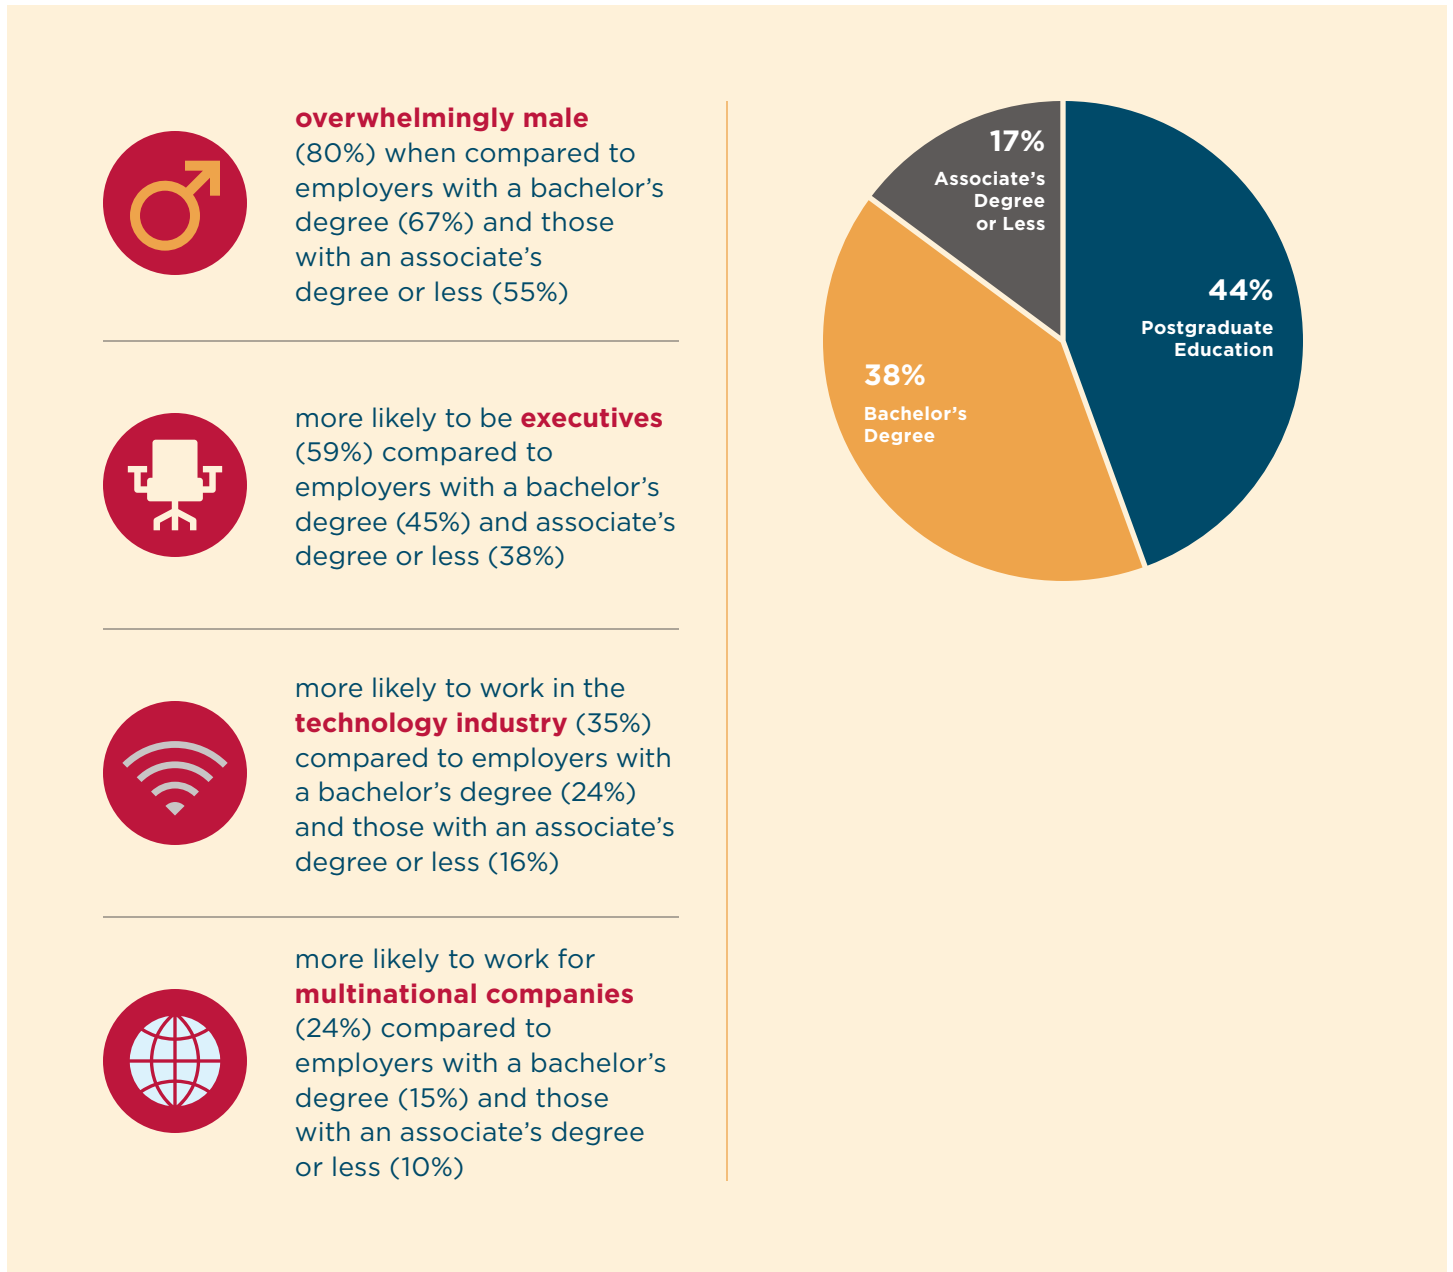 overwhelmingly male
(80%) when compared to
employers with a bachelor’s
degree (67%) and those
with an associate’s
degree or less (55%)
more likely to be executives
(59%) compared to
employers with a bachelor’s
degree (45%) and associate’s
degree or less (38%)
more likely to work in the
technology industry (35%)
compared to employers with
a bachelor’s degree (24%)
and those with an associate’s
degree or less (16%)
more likely to work for
multinational companies
(24%) compared to
employers with a bachelor’s
degree (15%) and those
with an associate’s degree
or less (10%)
17%
Associate’s
Degree
or Less
44%
Postgraduate
Education
38%
Bachelor’s
Degree